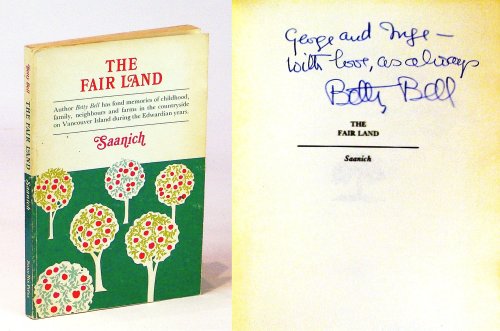 Betty Bell THE FAIR LAND Saanich
THE
FAIR LAND
Author Betty Bell has fond memories of childhood,
family, neighbours and farms in the countryside
on Vancouver Island during the Edwardian years.
Saanich
George and Inge –
with love, as always
Betty Bell
THE
FAIR LAND
Saanich